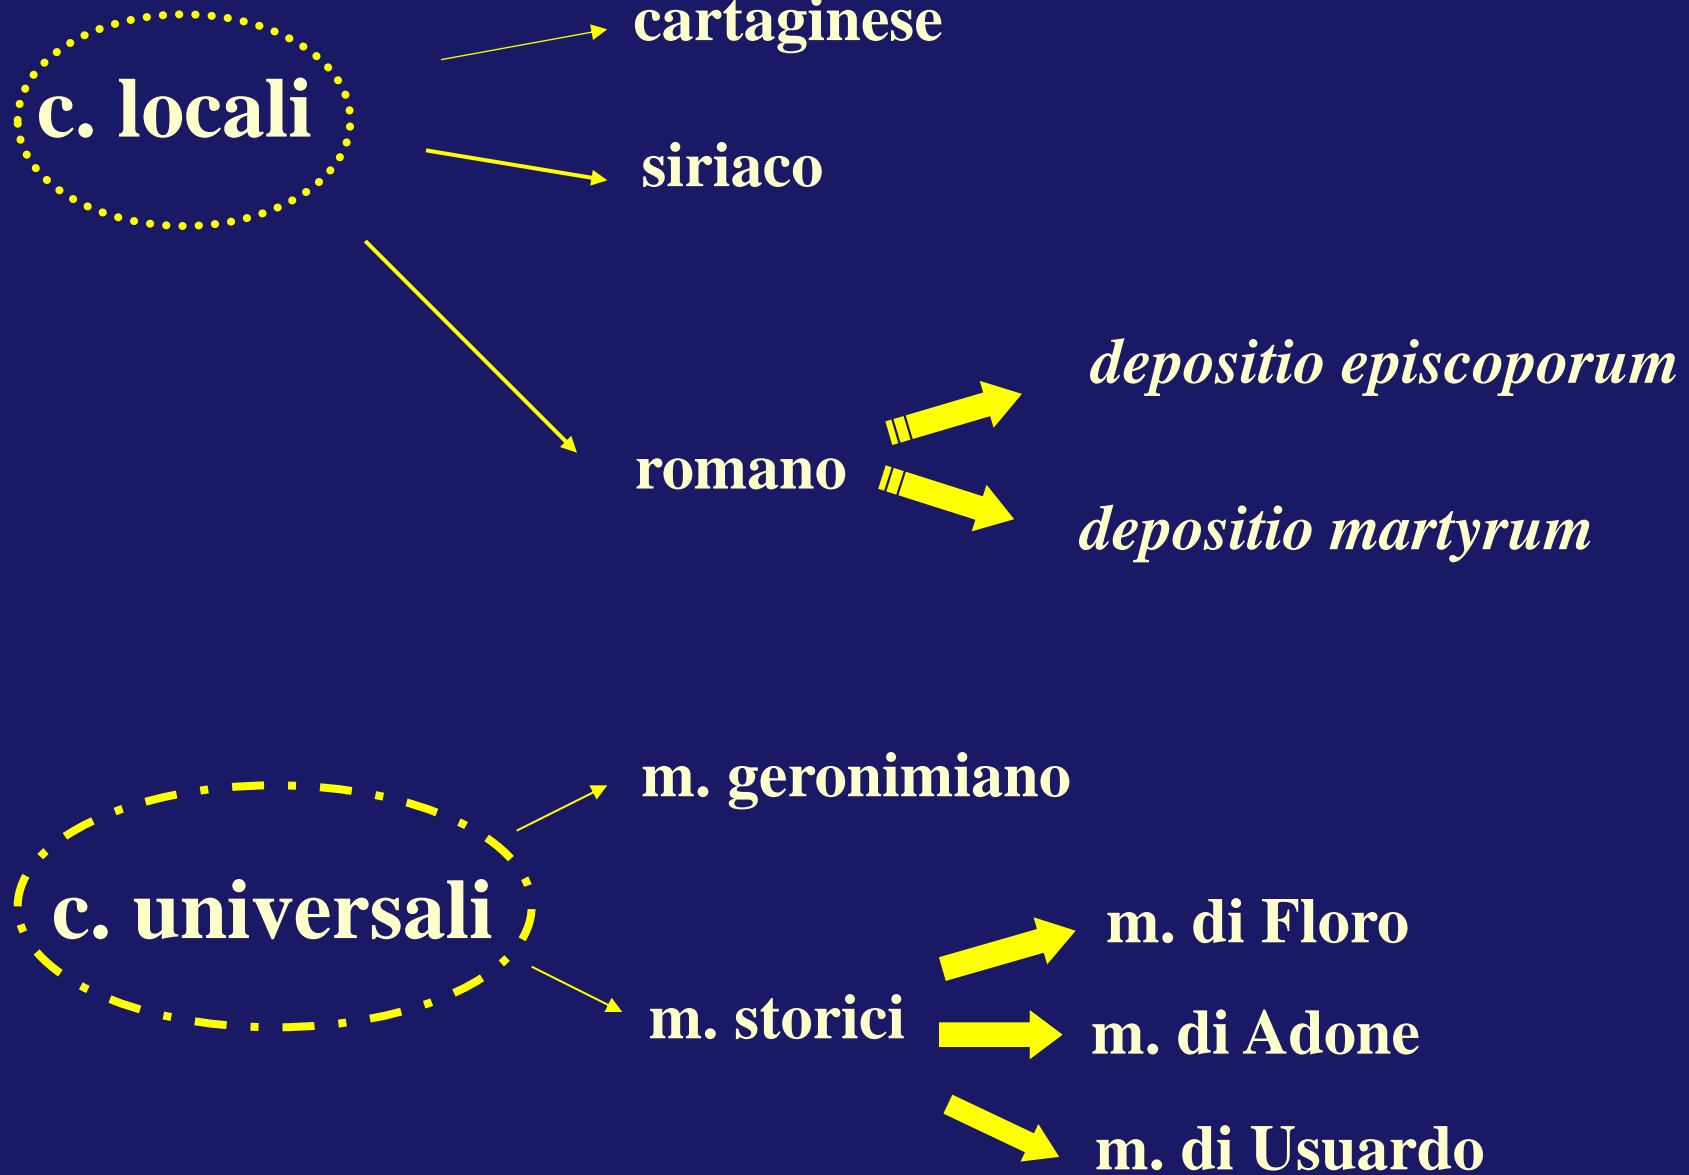 cartaginese
c. locali
siriaco
depositio episcoporum
romano
depositio martyrum
m. geronimiano
c. universali
m. di Floro
m. storici
m. di Adone
m. di Usuardo